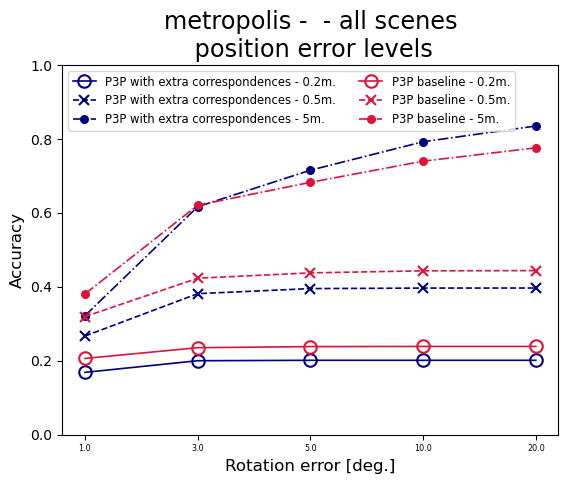 metropolis -  - all scenes
position error levels
P3P with extra correspondences - 0.2m.
P3P with extra correspondences - 0.5m.
P3P with extra correspondences - 5m.
P3P baseline - 0.2m.
P3P baseline - 0.5m.
P3P baseline - 5m.
1.0
0.8
0.6
0.4
0.2
0.0
Accuracy
1.0 3.0 5.0 10.0 20.0
Rotation error [deg.]